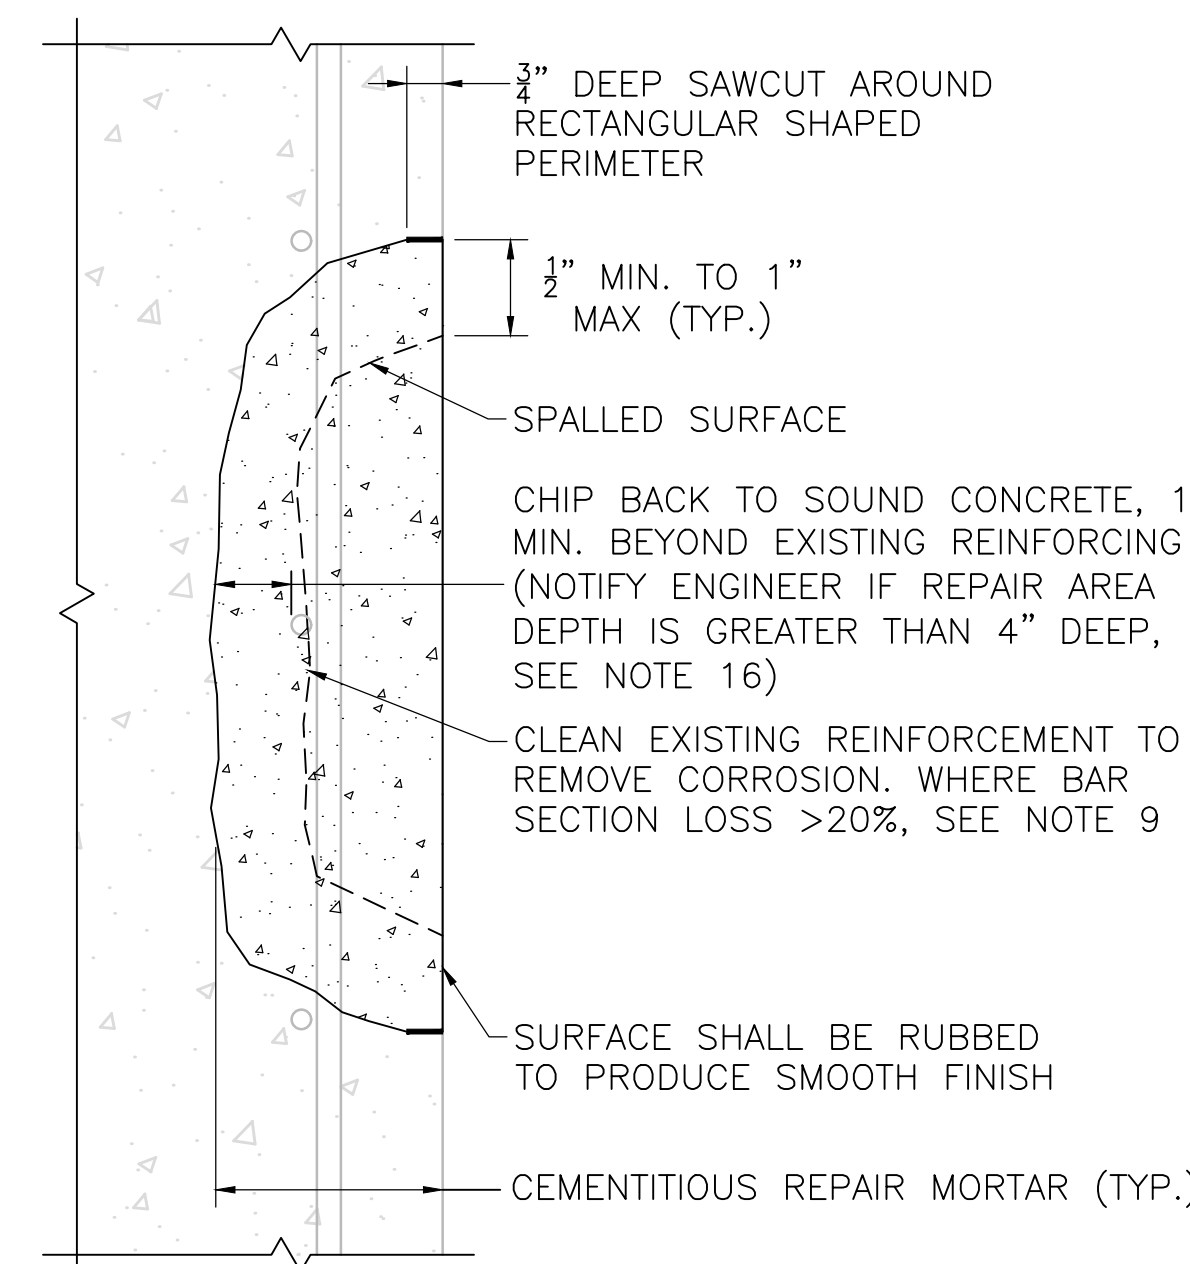 3/4” DEEP SAWCUT AROUND
RECTANGULAR SHAPED
PERIMETER
1/2” MIN. TO 1”
MAX (TYP.)
SPALLED SURFACE
CHIP BACK TO SOUND CONCRETE, 1
MIN. BEYOND EXISTING REINFORCING
(NOTIFY ENGINEER IF REPAIR AREA
DEPTH IS GREATER THAN 4” DEEP,
SEE NOTE 16)
CLEAN EXISTING REINFORCEMENT TO
REMOVE CORROSION. WHERE BAR
SECTION LOSS >20%, SEE NOTE 9
SURFACE SHALL BE RUBBED
TO PRODUCE SMOOTH FINISH
CEMENTITIOUS REPAIR MORTAR (TYP.)